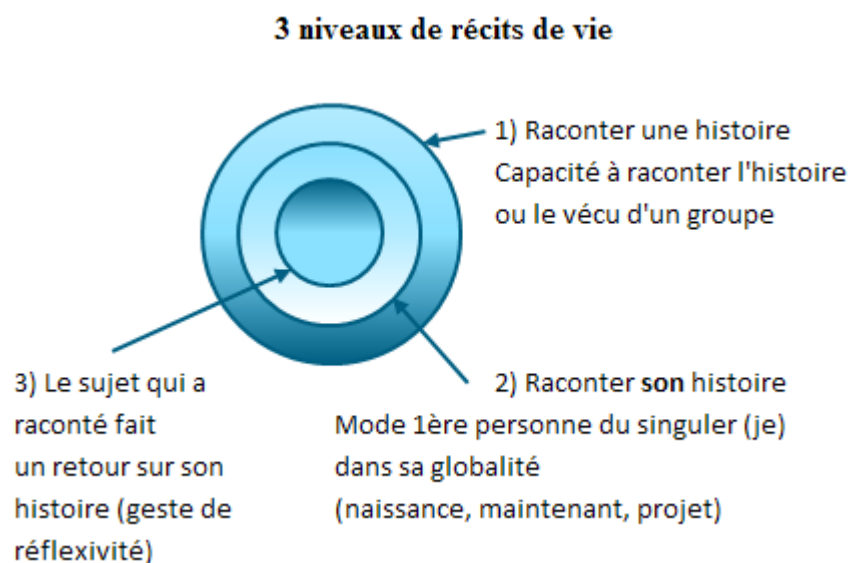 3 niveaux de récits de vie
1) Raconter une histoire
Capacité à raconter l'histoire
ou le vécu d'un groupe
3) Le sujet qui a
raconté fait
un retour sur son
histoire (geste de
réflexivité)
2) Raconter son histoire
Mode 1ère personne du singuler (je)
dans sa globalité
(naissance, maintenant, projet)